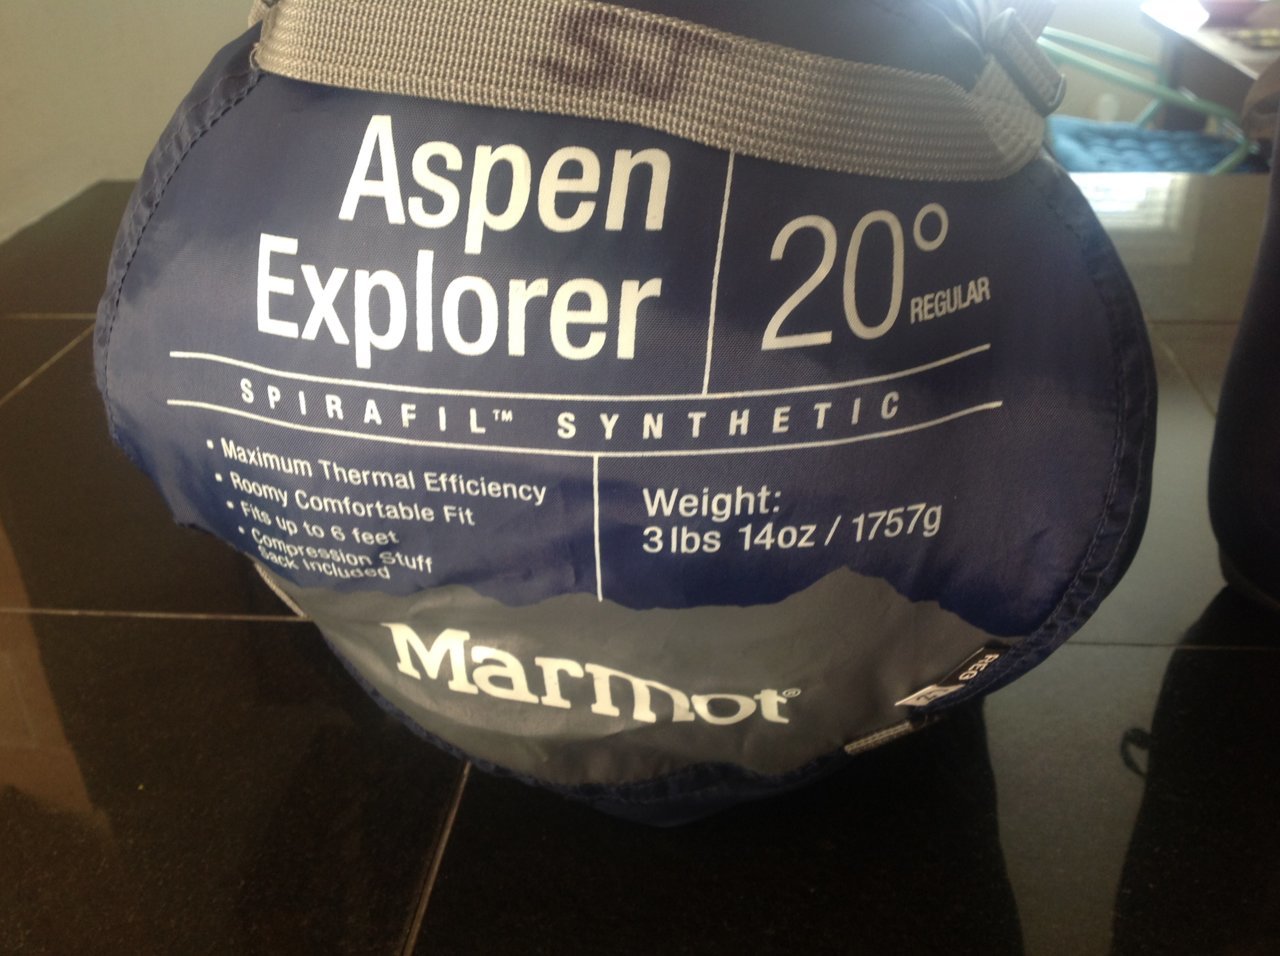 Aspen
Explorer
20°
REGULAR
SPIRAFIL™ SYNTHETIC
• Maximum Thermal Efficiency
• Roomy Comfortable Fit
• Fits up to 6 feet
• Compression Stuff
Sack Included
Weight:
3 lbs 14oz / 1757g
Marmot®
REG